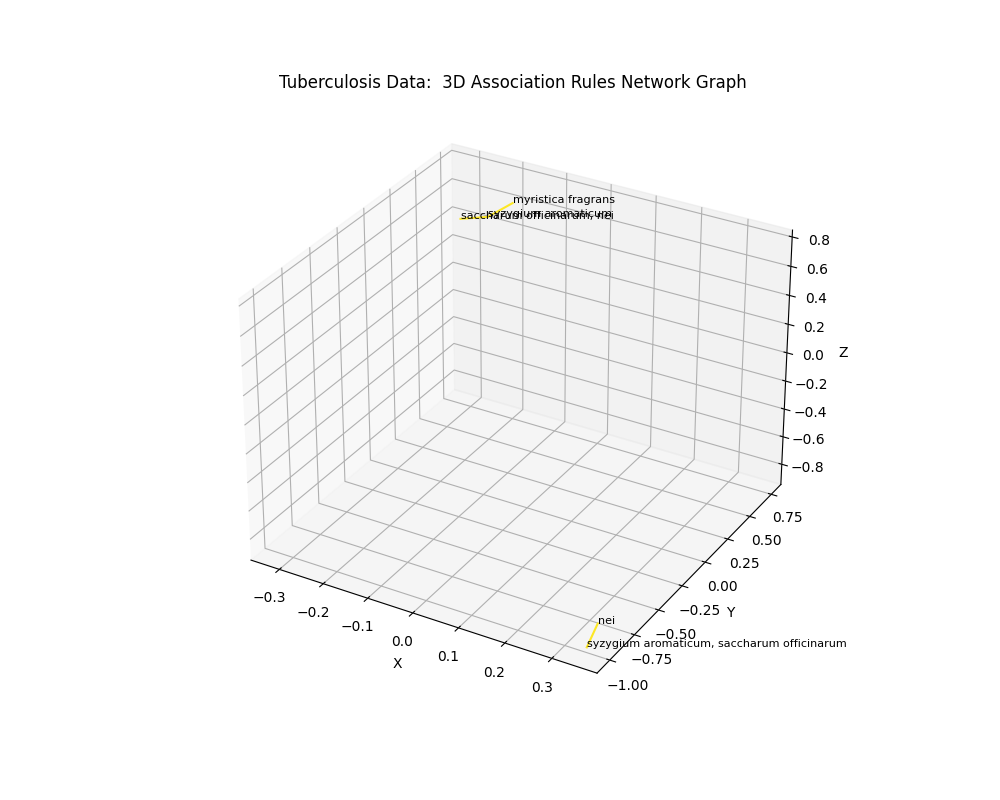 Tuberculosis Data:  3D Association Rules Network Graph
myristica fragrans
syzygium aromaticum
saccharum officinarum, nei
0.8
0.6
0.4
0.2
0.0
Z
−0.2
−0.4
−0.6
−0.8
0.75
0.50
0.25
0.00
−0.25
Y
−0.50
−0.75
−1.00
−0.3
−0.2
−0.1
0.0
X
0.1
0.2
0.3
nei
syzygium aromaticum, saccharum officinarum